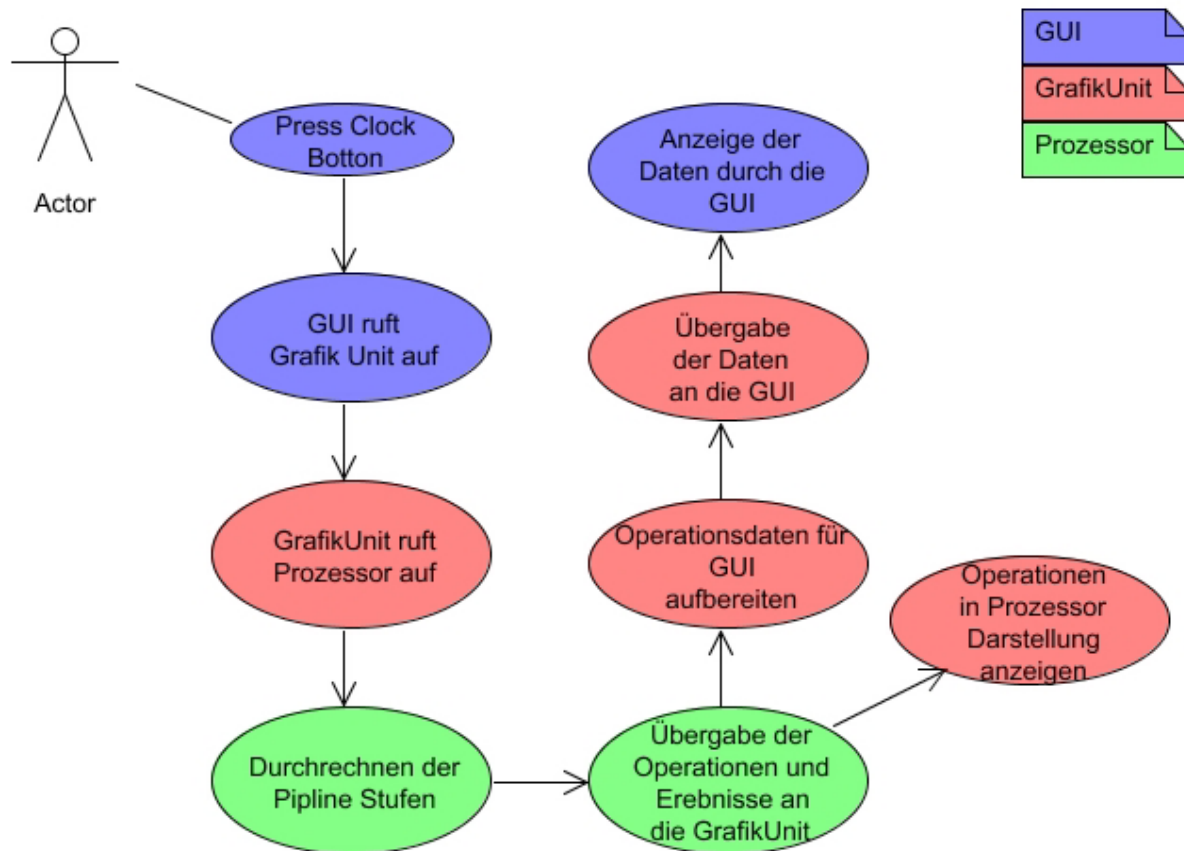 Actor
Press Clock
Botton
GUI ruft
Grafik Unit auf
GrafikUnit ruft
Prozessor auf
Durchrechnen der
Pipline Stufen
Übergabe der
Operationen und
Erebnisse an
die GrafikUnit
Operationsdaten für
GUI
aufbereiten
Übergabe
der Daten
an die GUI
Anzeige der
Daten durch die
GUI
Operationen
in Prozessor
Darstellung
anzeigen
GUI
GrafikUnit
Prozessor